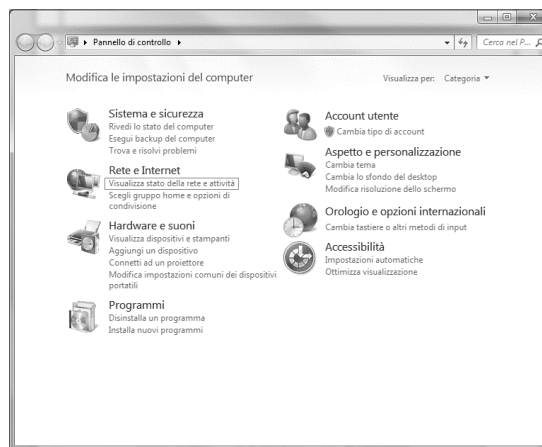 Pannello di controllo
Cerca nel P...
Modifica le impostazioni del computer
Visualizza per: Categoria
Sistema e sicurezza
Rivedi lo stato del computer
Esegui backup del computer
Trova e risolvi problemi
Rete e Internet
Visualizza stato della rete e attività
Scegli gruppo home e opzioni di
condivisione
Hardware e suoni
Visualizza dispositivi e stampanti
Aggiungi un dispositivo
Connetti ad un proiettore
Modifica impostazioni comuni dei dispositivi
portatili
Programmi
Disinstalla un programma
Installa nuovi programmi
Account utente
Cambia tipo di account
Aspetto e personalizzazione
Cambia tema
Cambia lo sfondo del desktop
Modifica risoluzione dello schermo
Orologio e opzioni internazionali
Cambia tastiere o altri metodi di input
Accessibilità
Impostazioni automatiche
Ottimizza visualizzazione